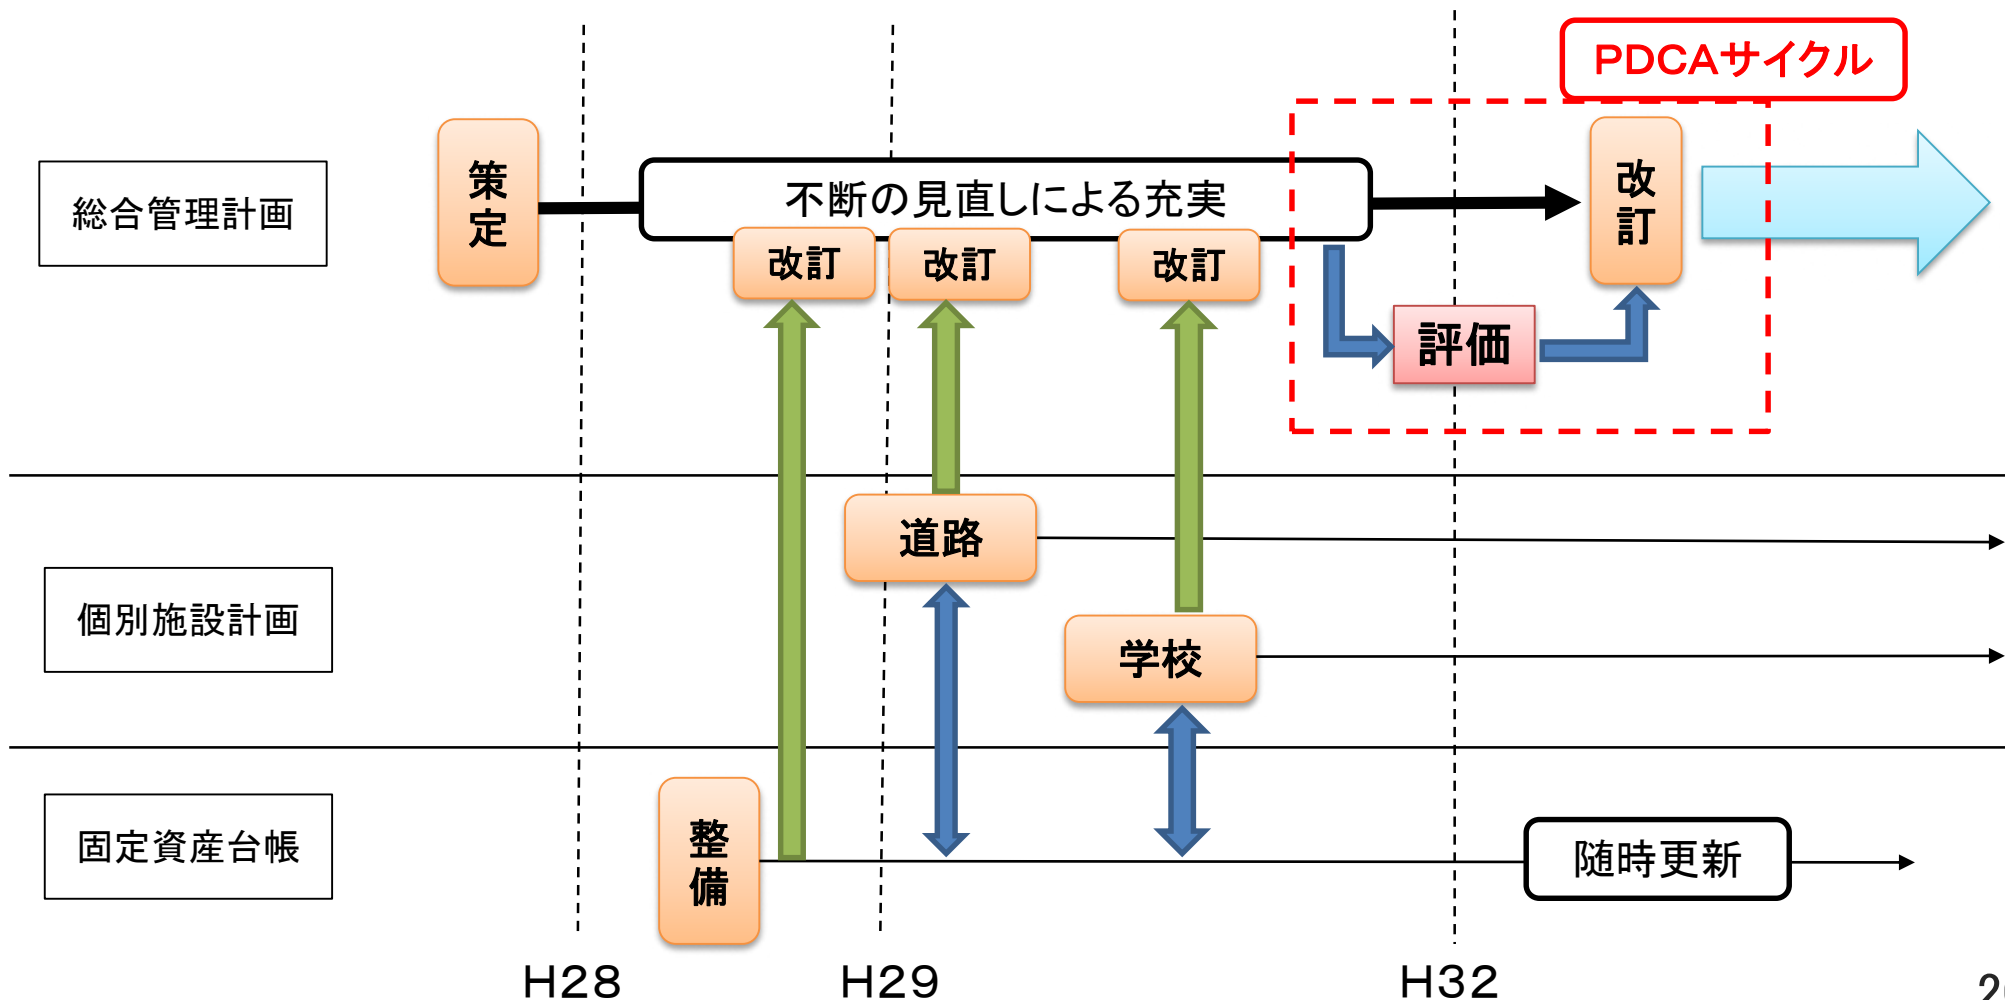 PDCAサイクル
総合管理計画
策定
不断の見直しによる充実
改訂
改訂
改訂
改訂
評価
個別施設計画
道路
学校
固定資産台帳
整備
随時更新
H28
H29
H32